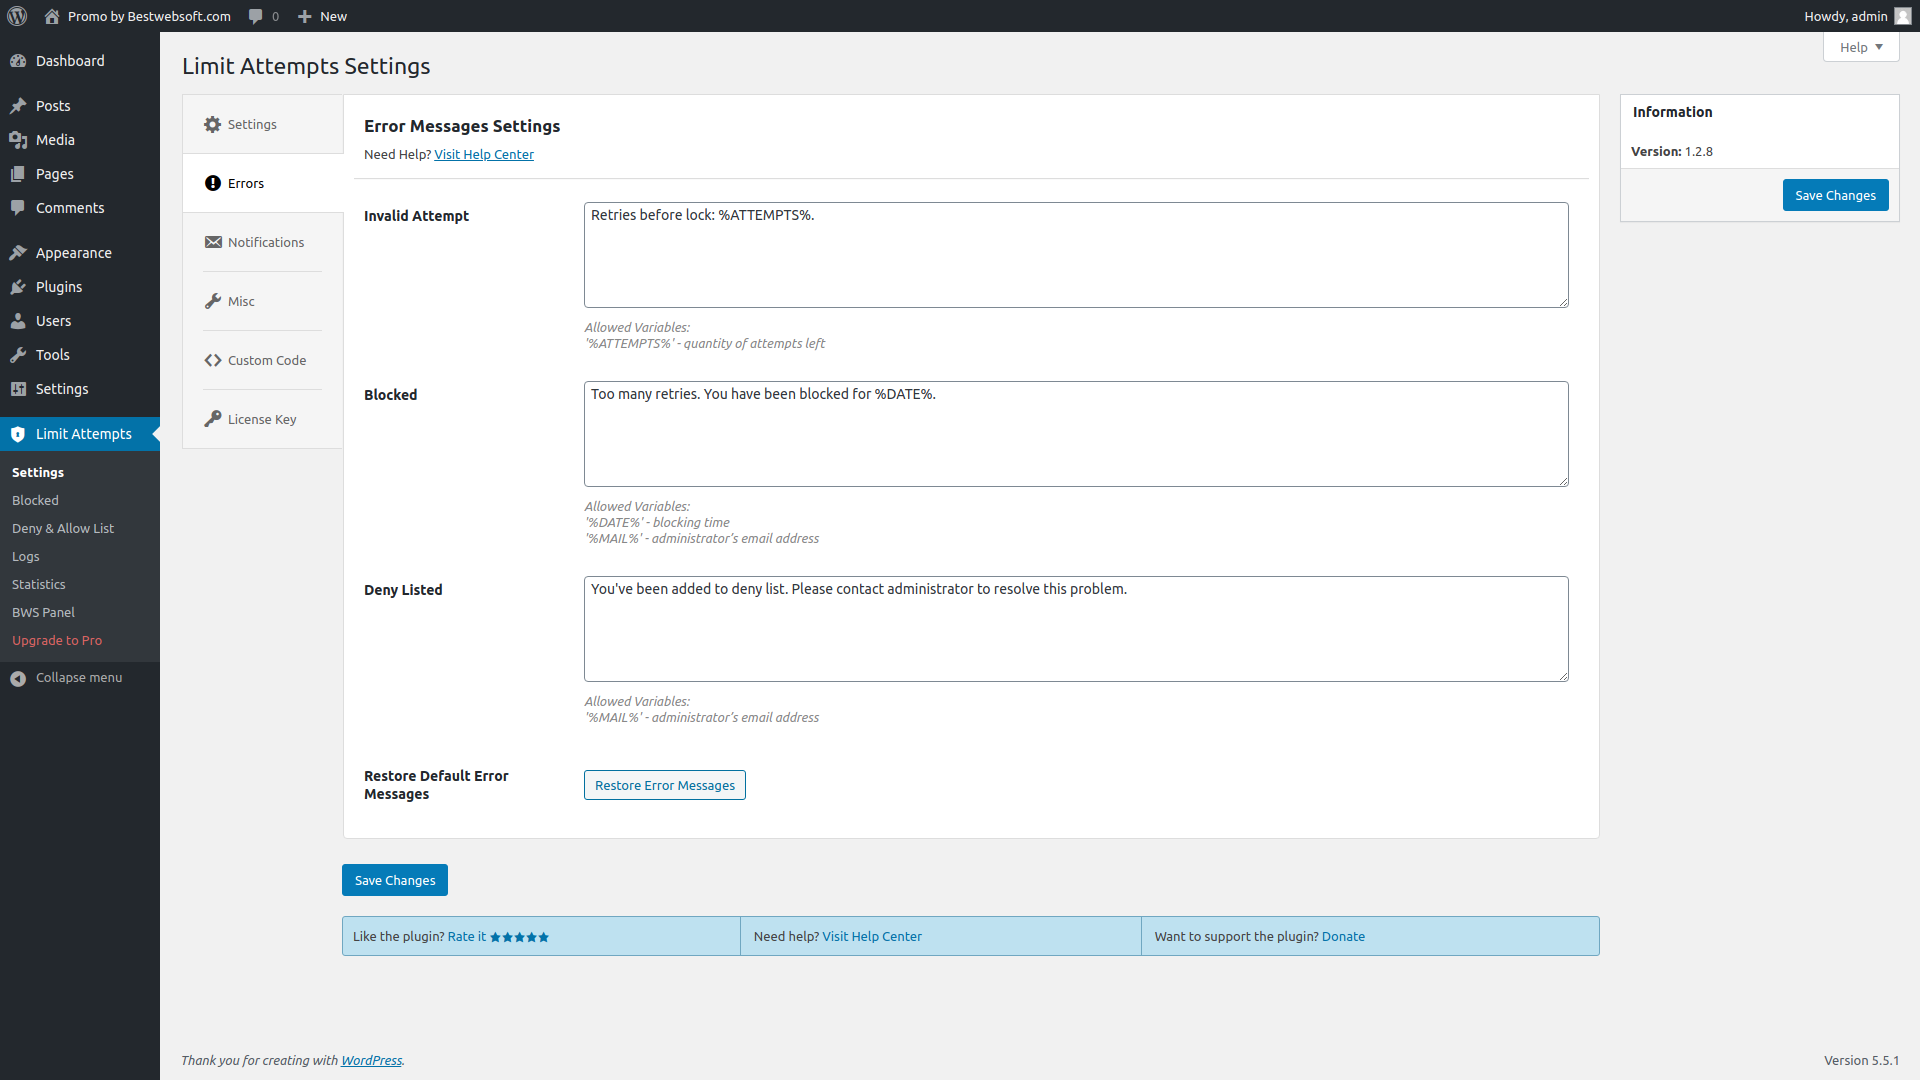 Promo by Bestwebsoft.com 0 New Howdy, admin
Help
Dashboard
Posts
Media
Pages
Comments
Appearance
Plugins
Users
Tools
Settings
Limit Attempts
Settings
Blocked
Deny & Allow List
Logs
Statistics
BWS Panel
Upgrade to Pro
Collapse menu
Limit Attempts Settings
Settings
Errors
Notifications
Misc
Custom Code
License Key
Error Messages Settings
Need Help? Visit Help Center
Invalid Attempt
Retries before lock: %ATTEMPTS%.
Allowed Variables:
'%ATTEMPTS%' - quantity of attempts left
Blocked
Too many retries. You have been blocked for %DATE%.
Allowed Variables:
'%DATE%' - blocking time
'%MAIL%' - administrator's email address
Deny Listed
You've been added to deny list. Please contact administrator to resolve this problem.
Allowed Variables:
'%MAIL%' - administrator's email address
Restore Default Error
Messages
Restore Error Messages
Save Changes
Like the plugin? Rate it
Need help? Visit Help Center
Want to support the plugin? Donate
Information
Version: 1.2.8
Save Changes
Thank you for creating with WordPress.
Version 5.5.1